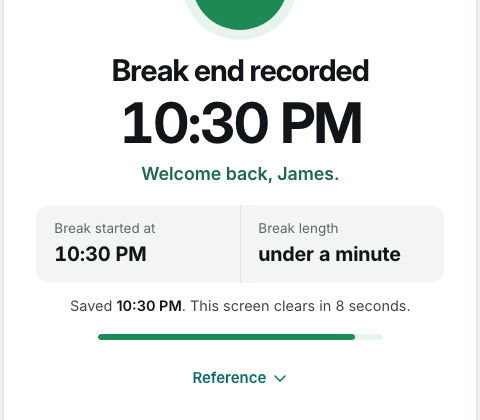 Break end recorded
10:30 PM
Welcome back, James.
Break started at
10:30 PM
Break length
under a minute
Saved 10:30 PM. This screen clears in 8 seconds.
Reference